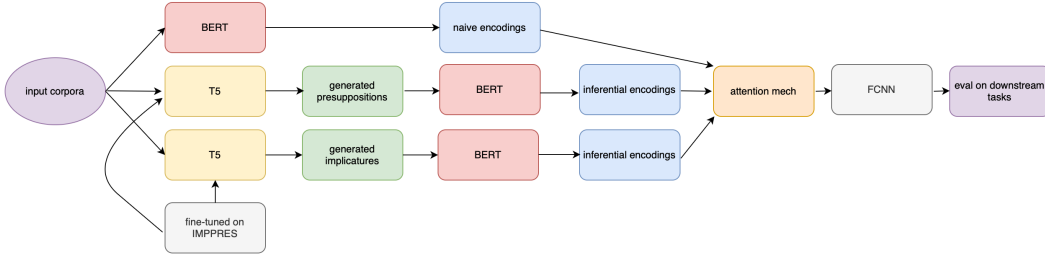 BERT
naive encodings
input corpora
T5
generated
presuppositions
BERT
inferential encodings
attention mech
FCNN
eval on downstream
tasks
T5
generated
implicatures
BERT
inferential encodings
fine-tuned on
IMPPRES